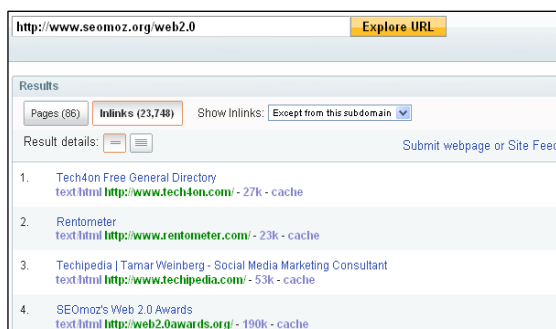 http://www.seomoz.org/web2.0 Explore URL
Results
Pages (86) Inlinks (23,748) Show Inlinks: Except from this subdomain
Result details: Submit webpage or Site Feed
1. Tech4on Free General Directory
text/html http://www.tech4on.com/ - 27k - cache
2. Rentometer
text/html http://www.rentometer.com/ - 23k - cache
3. Techipedia | Tamar Weinberg - Social Media Marketing Consultant
text/html http://www.techipedia.com/ - 53k - cache
4. SEOmoz's Web 2.0 Awards
text/html http://web2.0awards.org/ - 190k - cache